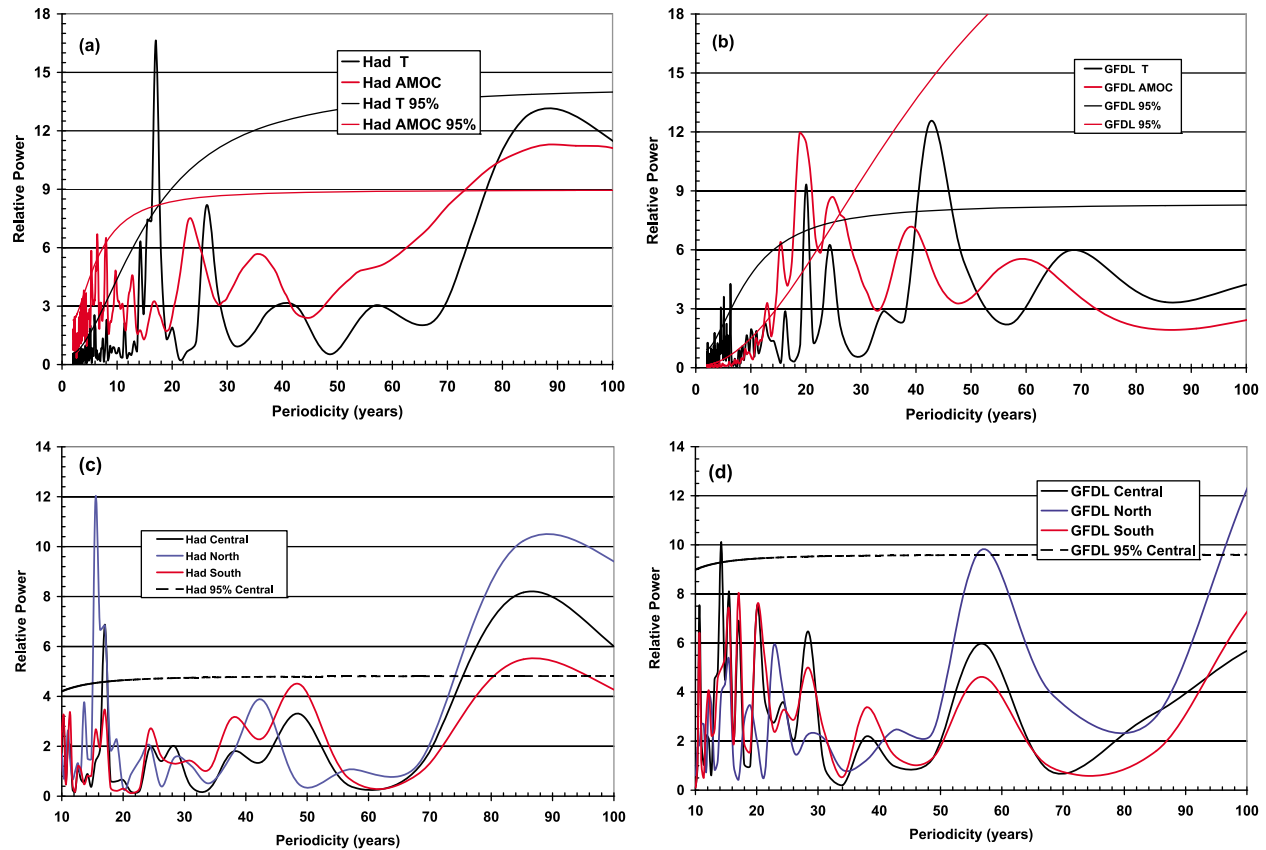 (a)
Had T
Had AMOC
Had T 95%
Had AMOC 95%
Relative Power
18
15
12
9
6
3
0
0 10 20 30 40 50 60 70 80 90 100
Periodicity (years)
(b)
GFDL T
GFDL AMOC
GFDL 95%
GFDL 95%
Relative Power
18
15
12
9
6
3
0
0 10 20 30 40 50 60 70 80 90 100
Periodicity (years)
(c)
Had Central
Had North
Had South
Had 95% Central
Relative Power
14
12
10
8
6
4
2
0
10 20 30 40 50 60 70 80 90 100
Periodicity (years)
(d)
GFDL Central
GFDL North
GFDL South
GFDL 95% Central
Relative Power
14
12
10
8
6
4
2
0
10 20 30 40 50 60 70 80 90 100
Periodicity (years)